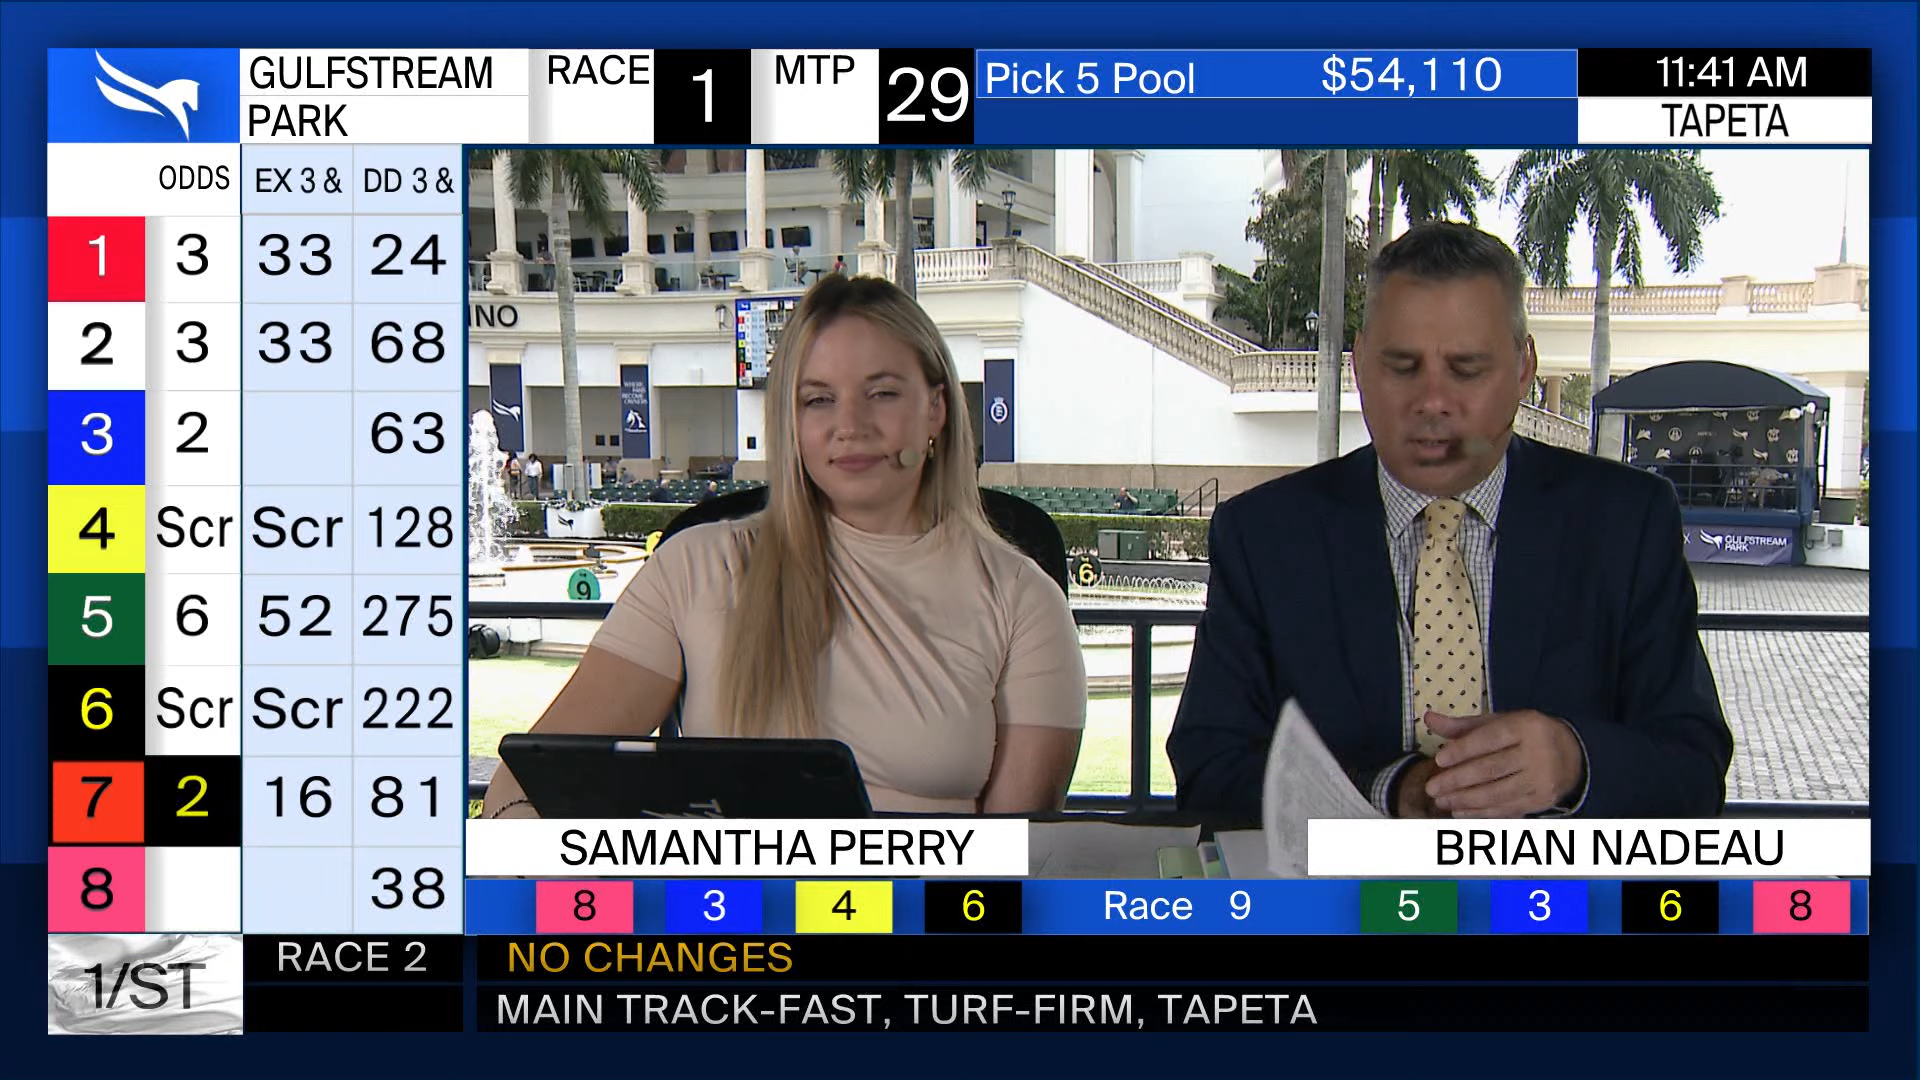 GULFSTREAM
PARK
RACE
1
MTP
29
Pick 5 Pool $54,110
11:41 AM
TAPETA
ODDS EX 3 & DD 3 &
1 3 33 24
2 3 33 68
3 2 63
4 Scr Scr 128
5 6 52 275
6 Scr Scr 222
7 2 16 81
8 38
INO
9
6
GULFSTREAM
PARK
SAMANTHA PERRY
BRIAN NADEAU
8 3 4 6 Race 9 5 3 6 8
1/ST
RACE 2
NO CHANGES
MAIN TRACK-FAST, TURF-FIRM, TAPETA